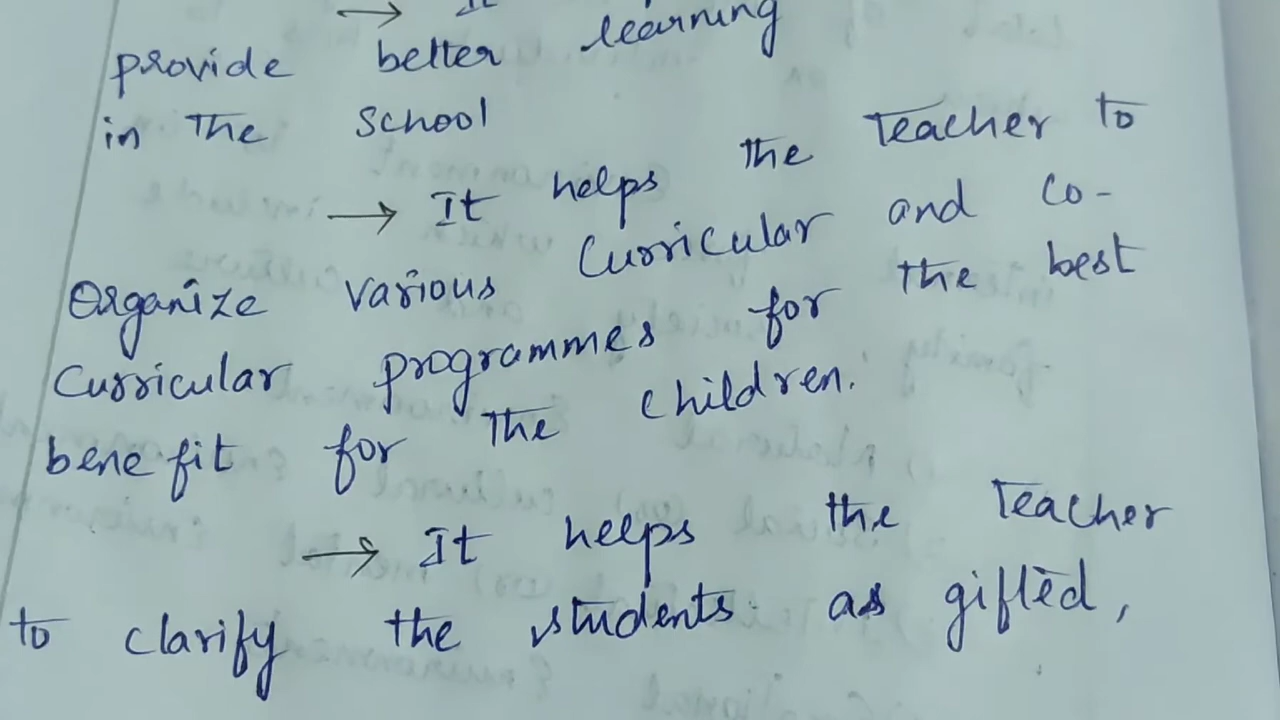 → It
provide better learning
in the school
→ It helps the Teacher to
Organize various Curricular and Co-
Curricular programmes for the best
benefit for the children.
→ It helps the Teacher
to clarify the students as gifted,